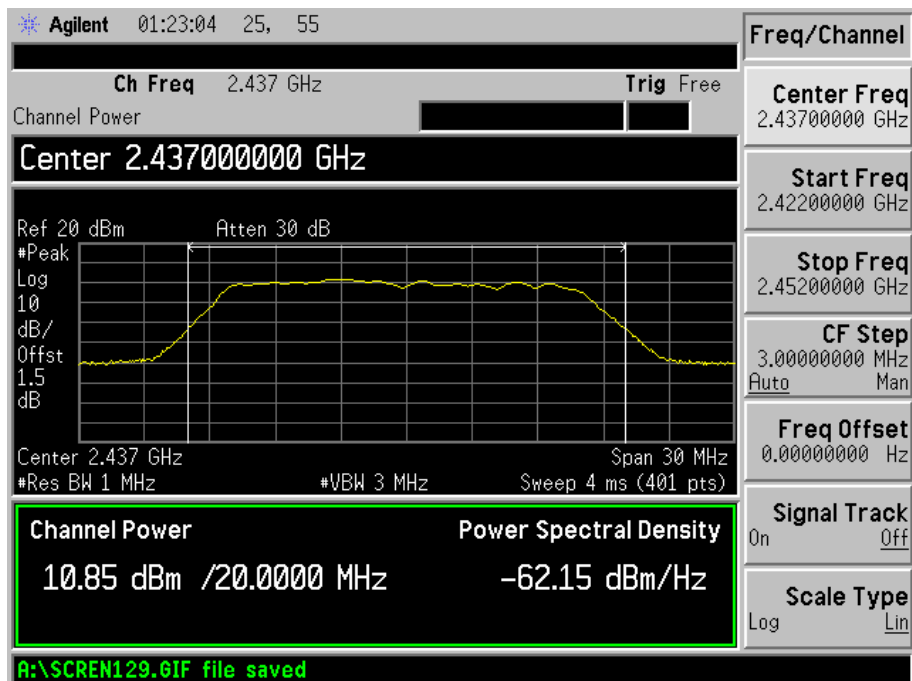 Agilent 01:23:04 25, 55
Freq/Channel
Ch Freq 2.437 GHz Trig Free
Channel Power
Center 2.437000000 GHz
Ref 20 dBm Atten 30 dB
#Peak
Log
10
dB/
Offst
1.5
dB
Center 2.437 GHz Span 30 MHz
#Res BW 1 MHz #VBW 3 MHz Sweep 4 ms (401 pts)
Channel Power Power Spectral Density
10.85 dBm /20.0000 MHz -62.15 dBm/Hz
A:\SCREN129.GIF file saved
Center Freq
2.43700000 GHz
Start Freq
2.42200000 GHz
Stop Freq
2.45200000 GHz
CF Step
3.00000000 MHz
Auto Man
Freq Offset
0.00000000 Hz
Signal Track
On Off
Scale Type
Log Lin